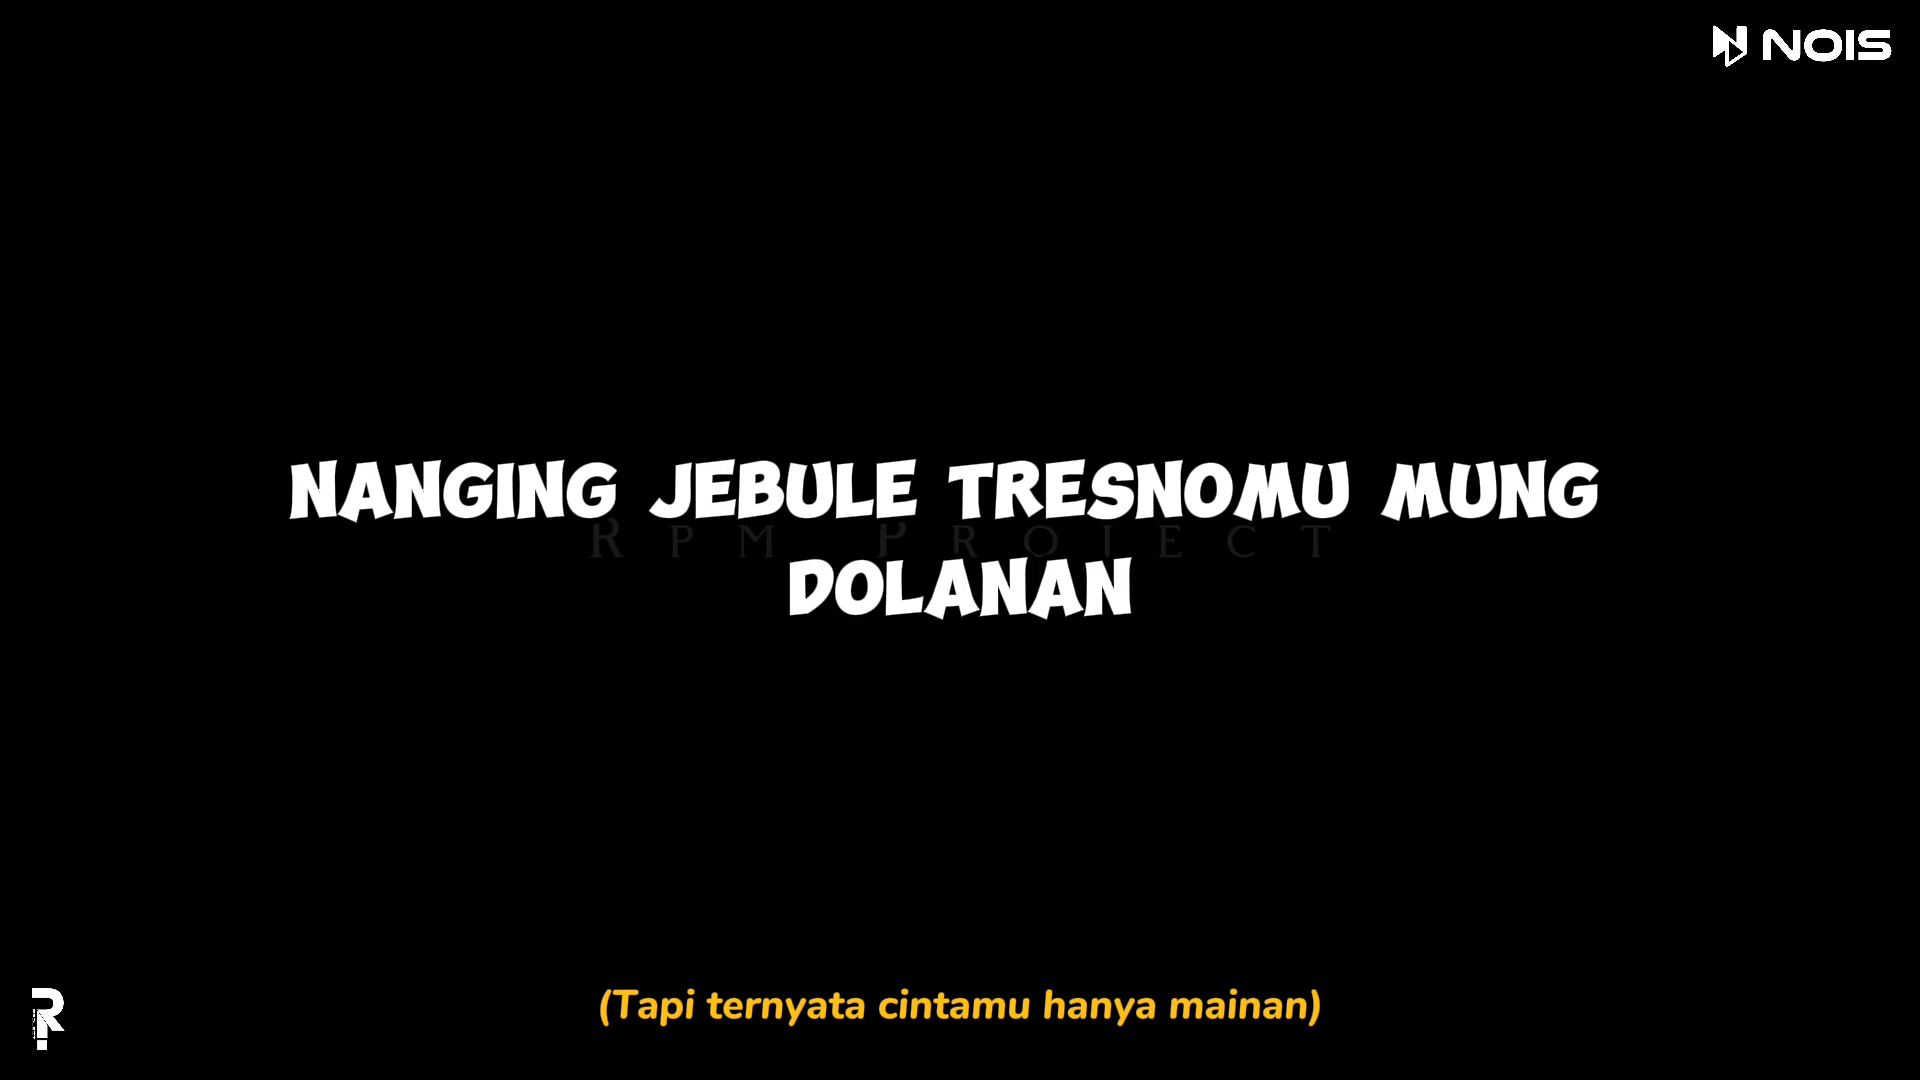 NOIS
NANGING JEBULE TRESNOMU MUNG
RPM PROJECT
DOLANAN
(Tapi ternyata cintamu hanya mainan)